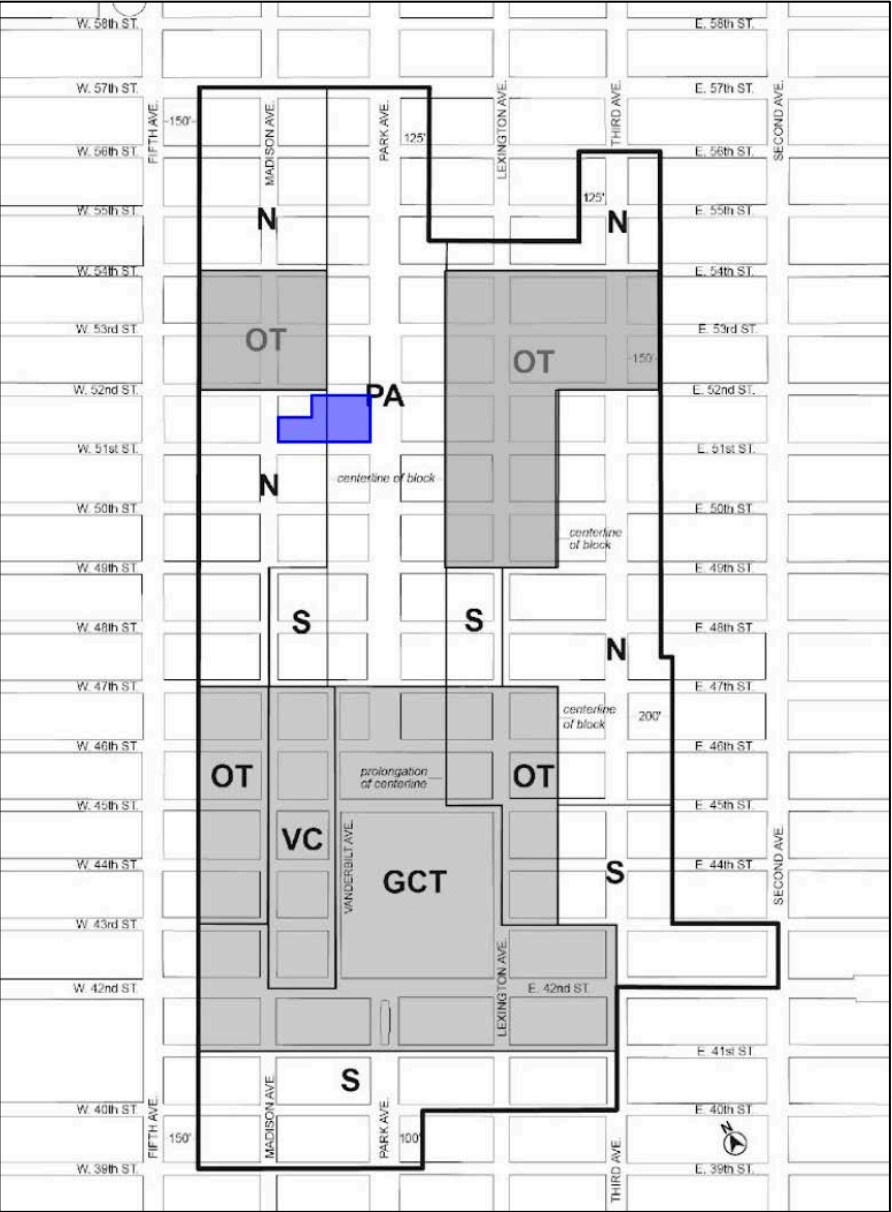 W. 58th ST.
E. 58th ST.
W. 57th ST.
E. 57th ST.
150'
FIFTH AVE.
MADISON AVE.
PARK AVE.
125'
LEXINGTON AVE.
THIRD AVE.
SECOND AVE.
W. 56th ST.
E. 56th ST.
125'
W. 55th ST.
N
N
E. 55th ST.
W. 54th ST.
E. 54th ST.
W. 53rd ST.
OT
E. 53rd ST.
OT
150'
W. 52nd ST.
PA
E. 52nd ST.
W. 51st ST.
E. 51st ST.
N
centerline of block
W. 50th ST.
E. 50th ST.
centerline
of block
W. 49th ST.
E. 49th ST.
S
S
W. 48th ST.
E. 48th ST.
N
W. 47th ST.
E. 47th ST.
centerline
of block
200'
W. 46th ST.
E. 46th ST.
OT
prolongation
of centerline
OT
W. 45th ST.
E. 45th ST.
VC
VANDERBILT AVE.
SECOND AVE.
W. 44th ST.
GCT
S
E. 44th ST.
W. 43rd ST.
E. 43rd ST.
LEXINGTON AVE.
W. 42nd ST.
E. 42nd ST.
E. 42nd ST.
E. 41st ST.
S
FIFTH AVE.
MADISON AVE.
PARK AVE.
W. 40th ST.
E. 40th ST.
150'
100'
THIRD AVE.
N
W. 39th ST.
E. 39th ST.